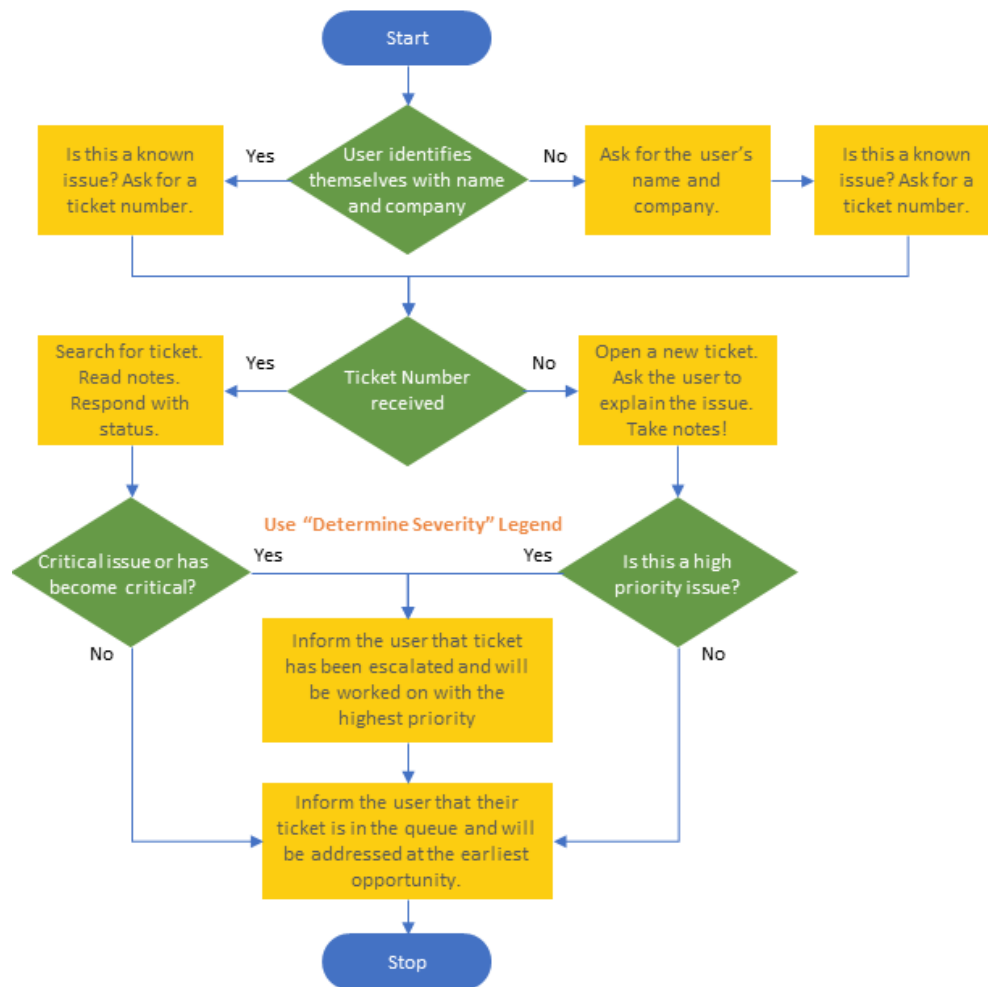 Start
Is this a known
issue? Ask for a
ticket number.
Yes
User identifies
themselves with name
and company
No
Ask for the user's
name and
company.
Is this a known
issue? Ask for a
ticket number.
Search for ticket.
Read notes.
Respond with
status.
Yes
Ticket Number
received
No
Open a new ticket.
Ask the user to
explain the issue.
Take notes!
Use “Determine Severity” Legend
Critical issue or has
become critical?
Yes
Yes
Is this a high
priority issue?
No
Inform the user that ticket
has been escalated and will
be worked on with the
highest priority
No
Inform the user that their
ticket is in the queue and will
be addressed at the earliest
opportunity.
Stop